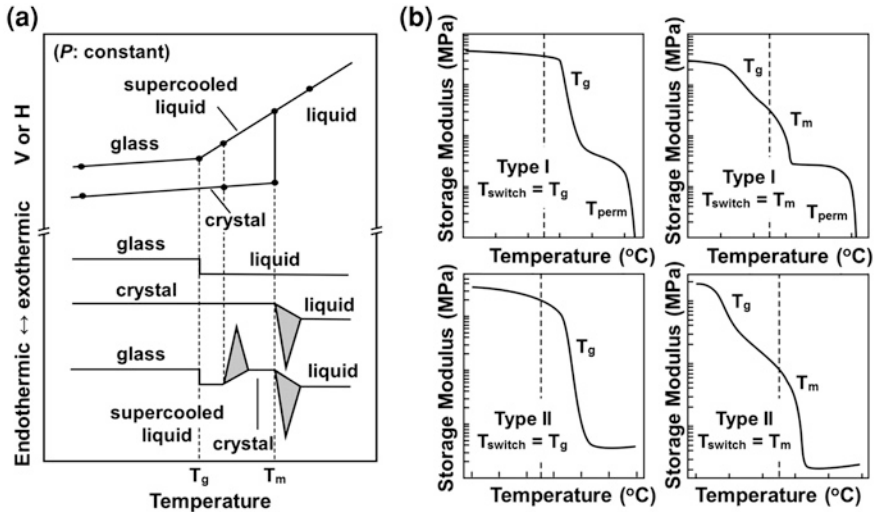 (a)
(P: constant)
supercooled
liquid
liquid
glass
crystal
V or H
Endothermic ↔ exothermic
glass
liquid
crystal
liquid
glass
liquid
supercooled
liquid
crystal
Tg
Tm
Temperature
(b)
Storage Modulus (MPa)
Tg
Type I
Tswitch = Tg
Tperm
Temperature (oC)
Storage Modulus (MPa)
Tg
Tm
Type I
Tswitch = Tm
Tperm
Temperature (oC)
Storage Modulus (MPa)
Tg
Type II
Tswitch = Tg
Temperature (oC)
Storage Modulus (MPa)
Tg
Tm
Type II
Tswitch = Tm
Temperature (oC)